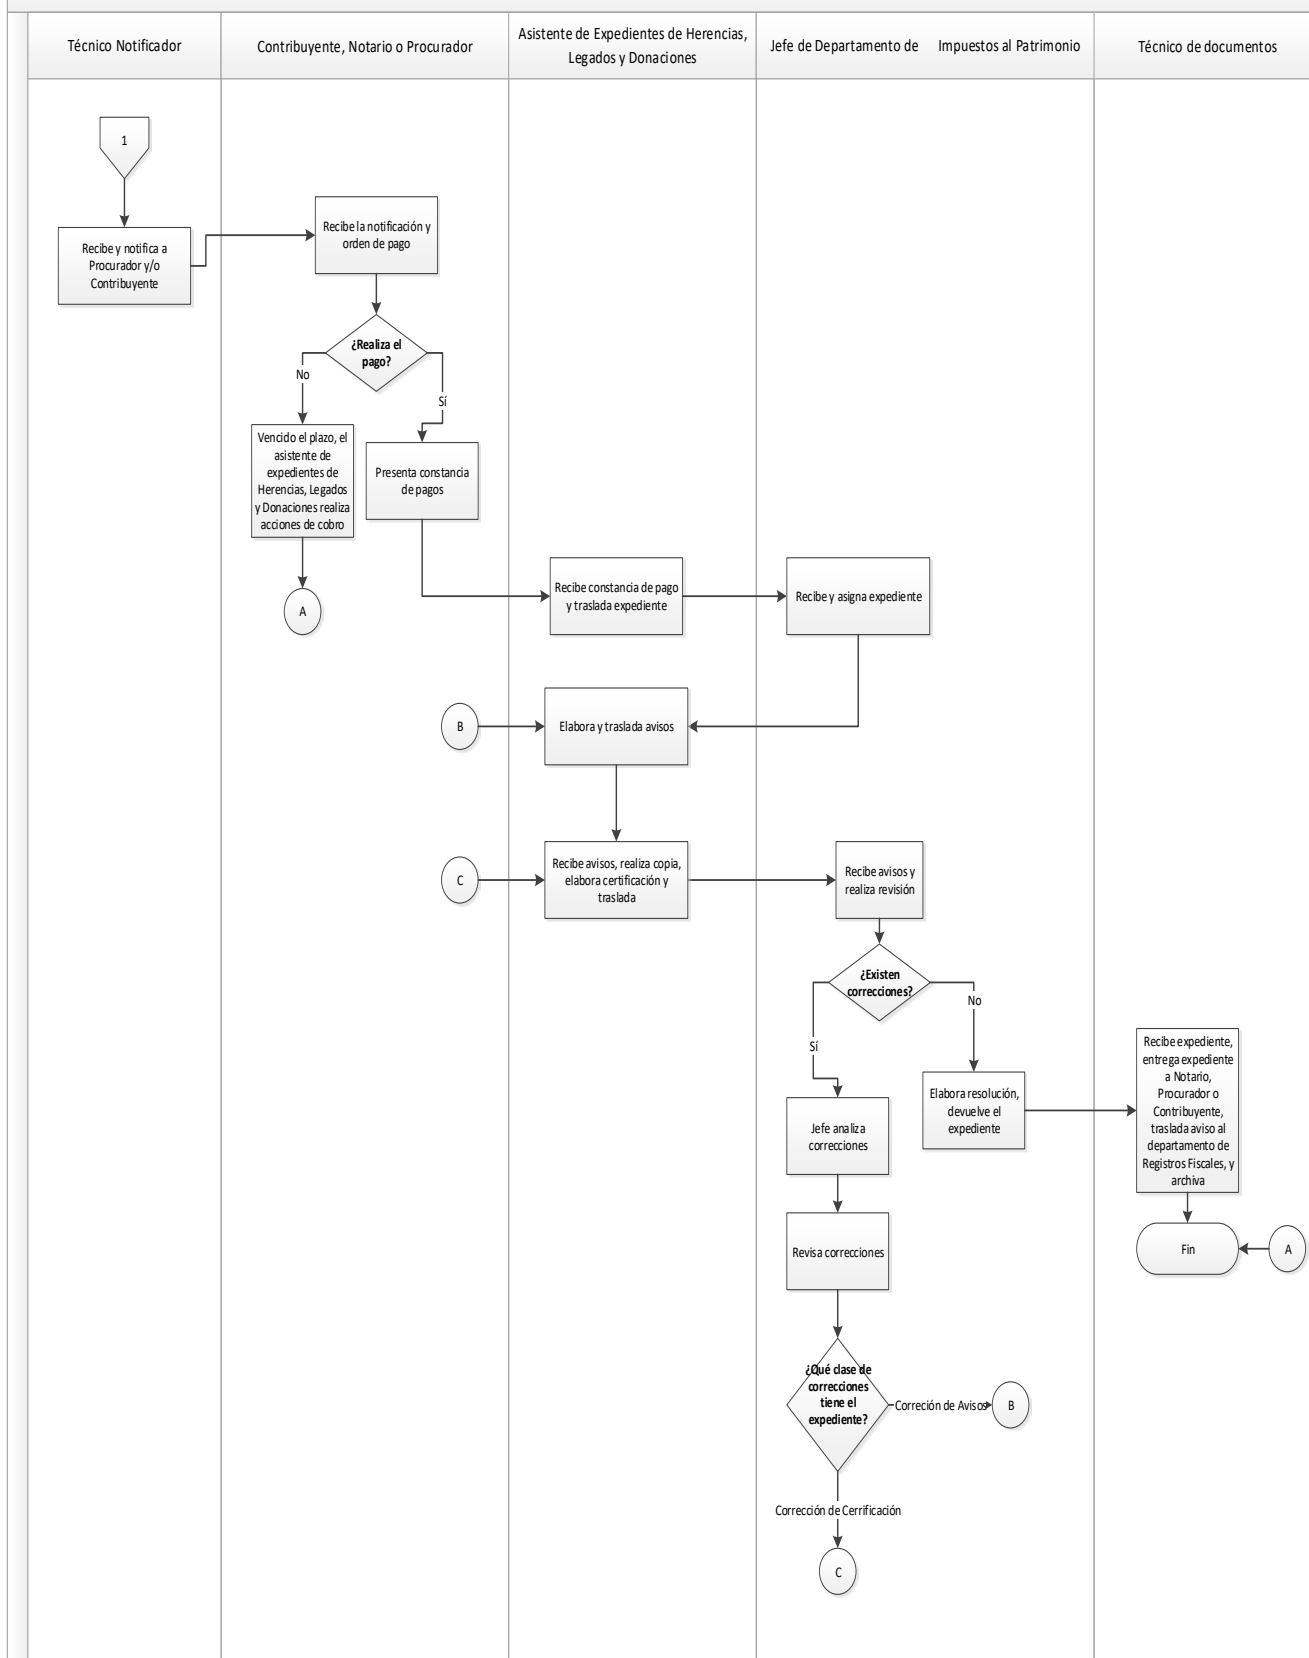 Técnico Notificador
Contribuyente, Notario o Procurador
Asistente de Expedientes de Herencias,
Legados y Donaciones
Jefe de Departamento de Impuestos al Patrimonio
Técnico de documentos
1
Recibe y notifica a
Procurador y/o
Contribuyente
Recibe la notificación y
orden de pago
¿Realiza el
pago?
No
Sí
Vencido el plazo, el
asistente de
expedientes de
Herencias, Legados
y Donaciones realiza
acciones de cobro
Presenta constancia
de pagos
A
Recibe constancia de pago
y traslada expediente
Recibe y asigna expediente
B
Elabora y traslada avisos
C
Recibe avisos, realiza copia,
elabora certificación y
traslada
Recibe avisos y
realiza revisión
¿Existen
correcciones?
No
Sí
Elabora resolución,
devuelve el
expediente
Recibe expediente,
entrega expediente
a Notario,
Procurador o
Contribuyente,
traslada aviso al
departamento de
Registros Fiscales, y
archiva
Jefe analiza
correcciones
Revisa correcciones
Fin
A
¿Qué clase de
correcciones
tiene el
expediente?
Correción de Avisos
B
Corrección de Cerrificación
C